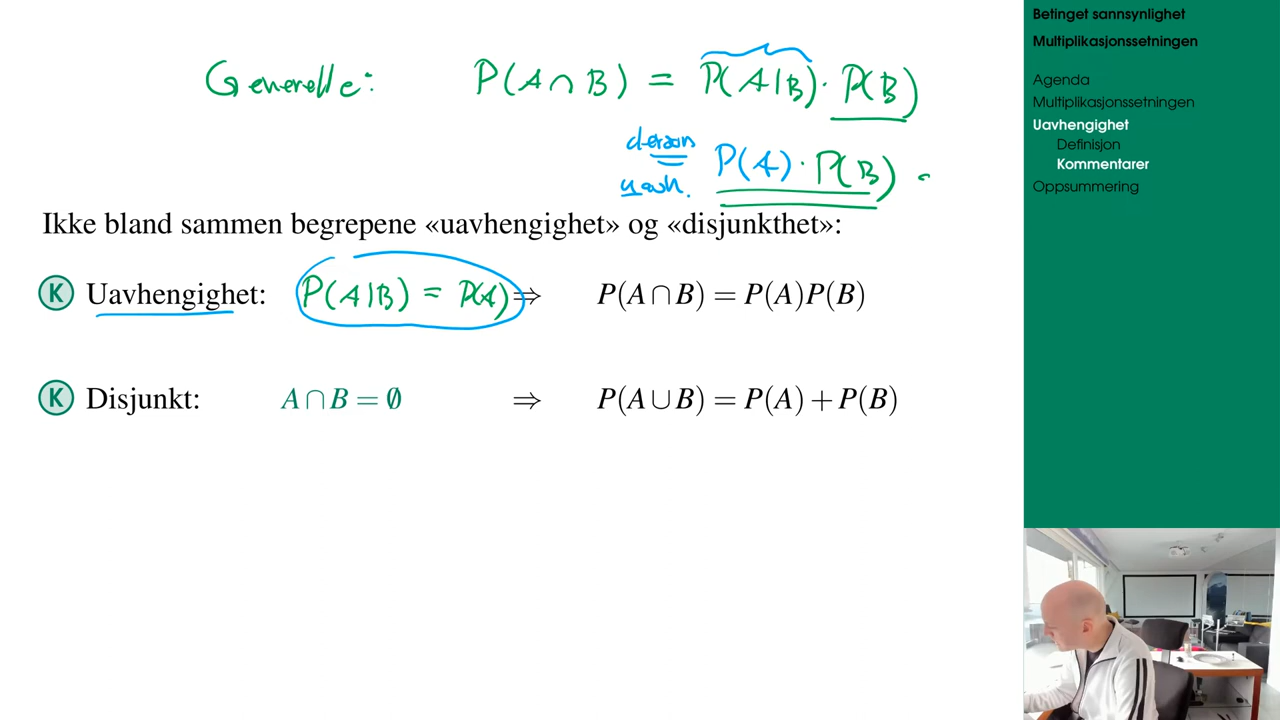 Generelle: P(A∩B) = P(A|B)·P(B)
dersom
uavh. = P(A)·P(B)
Ikke bland sammen begrepene «uavhengighet» og «disjunkthet»:
K Uavhengighet: P(A|B) = P(A) ⇒ P(A∩B) = P(A)P(B)
K Disjunkt: A∩B = ∅ ⇒ P(A∪B) = P(A)+P(B)
Betinget sannsynlighet
Multiplikasjonssetningen
Agenda
Multiplikasjonssetningen
Uavhengighet
Definisjon
Kommentarer
Oppsummering